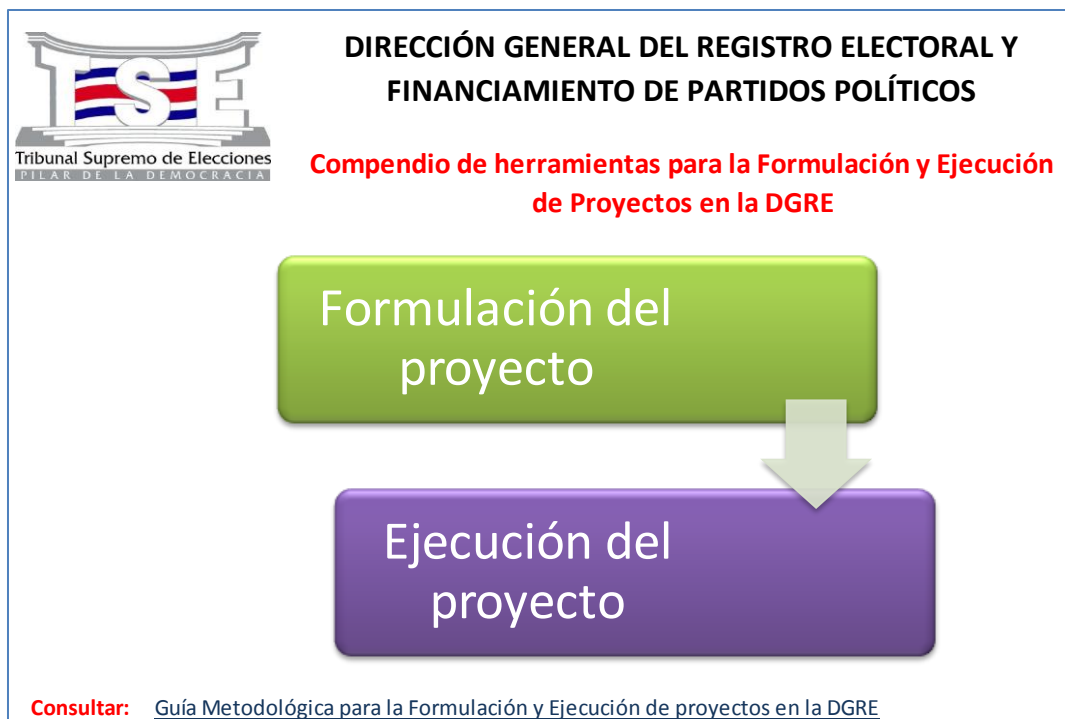 TSE
Tribunal Supremo de Elecciones
PILAR DE LA DEMOCRACIA
DIRECCIÓN GENERAL DEL REGISTRO ELECTORAL Y
FINANCIAMIENTO DE PARTIDOS POLÍTICOS
Compendio de herramientas para la Formulación y Ejecución
de Proyectos en la DGRE
Formulación del
proyecto
Ejecución del
proyecto
Consultar: Guía Metodológica para la Formulación y Ejecución de proyectos en la DGRE